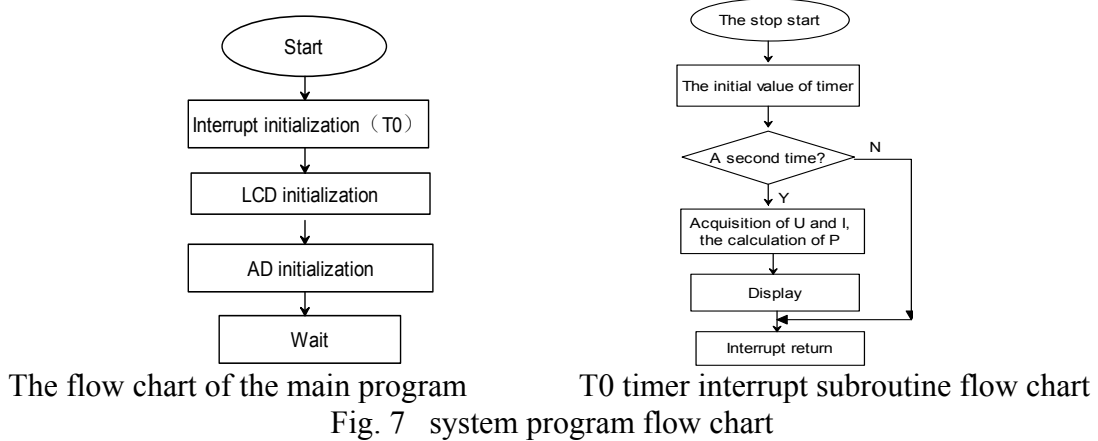 Start
Interrupt initialization（T0）
LCD initialization
AD initialization
Wait
The flow chart of the main program
The stop start
The initial value of timer
A second time?
N
Y
Acquisition of U and I,
the calculation of P
Display
Interrupt return
T0 timer interrupt subroutine flow chart
Fig. 7 system program flow chart